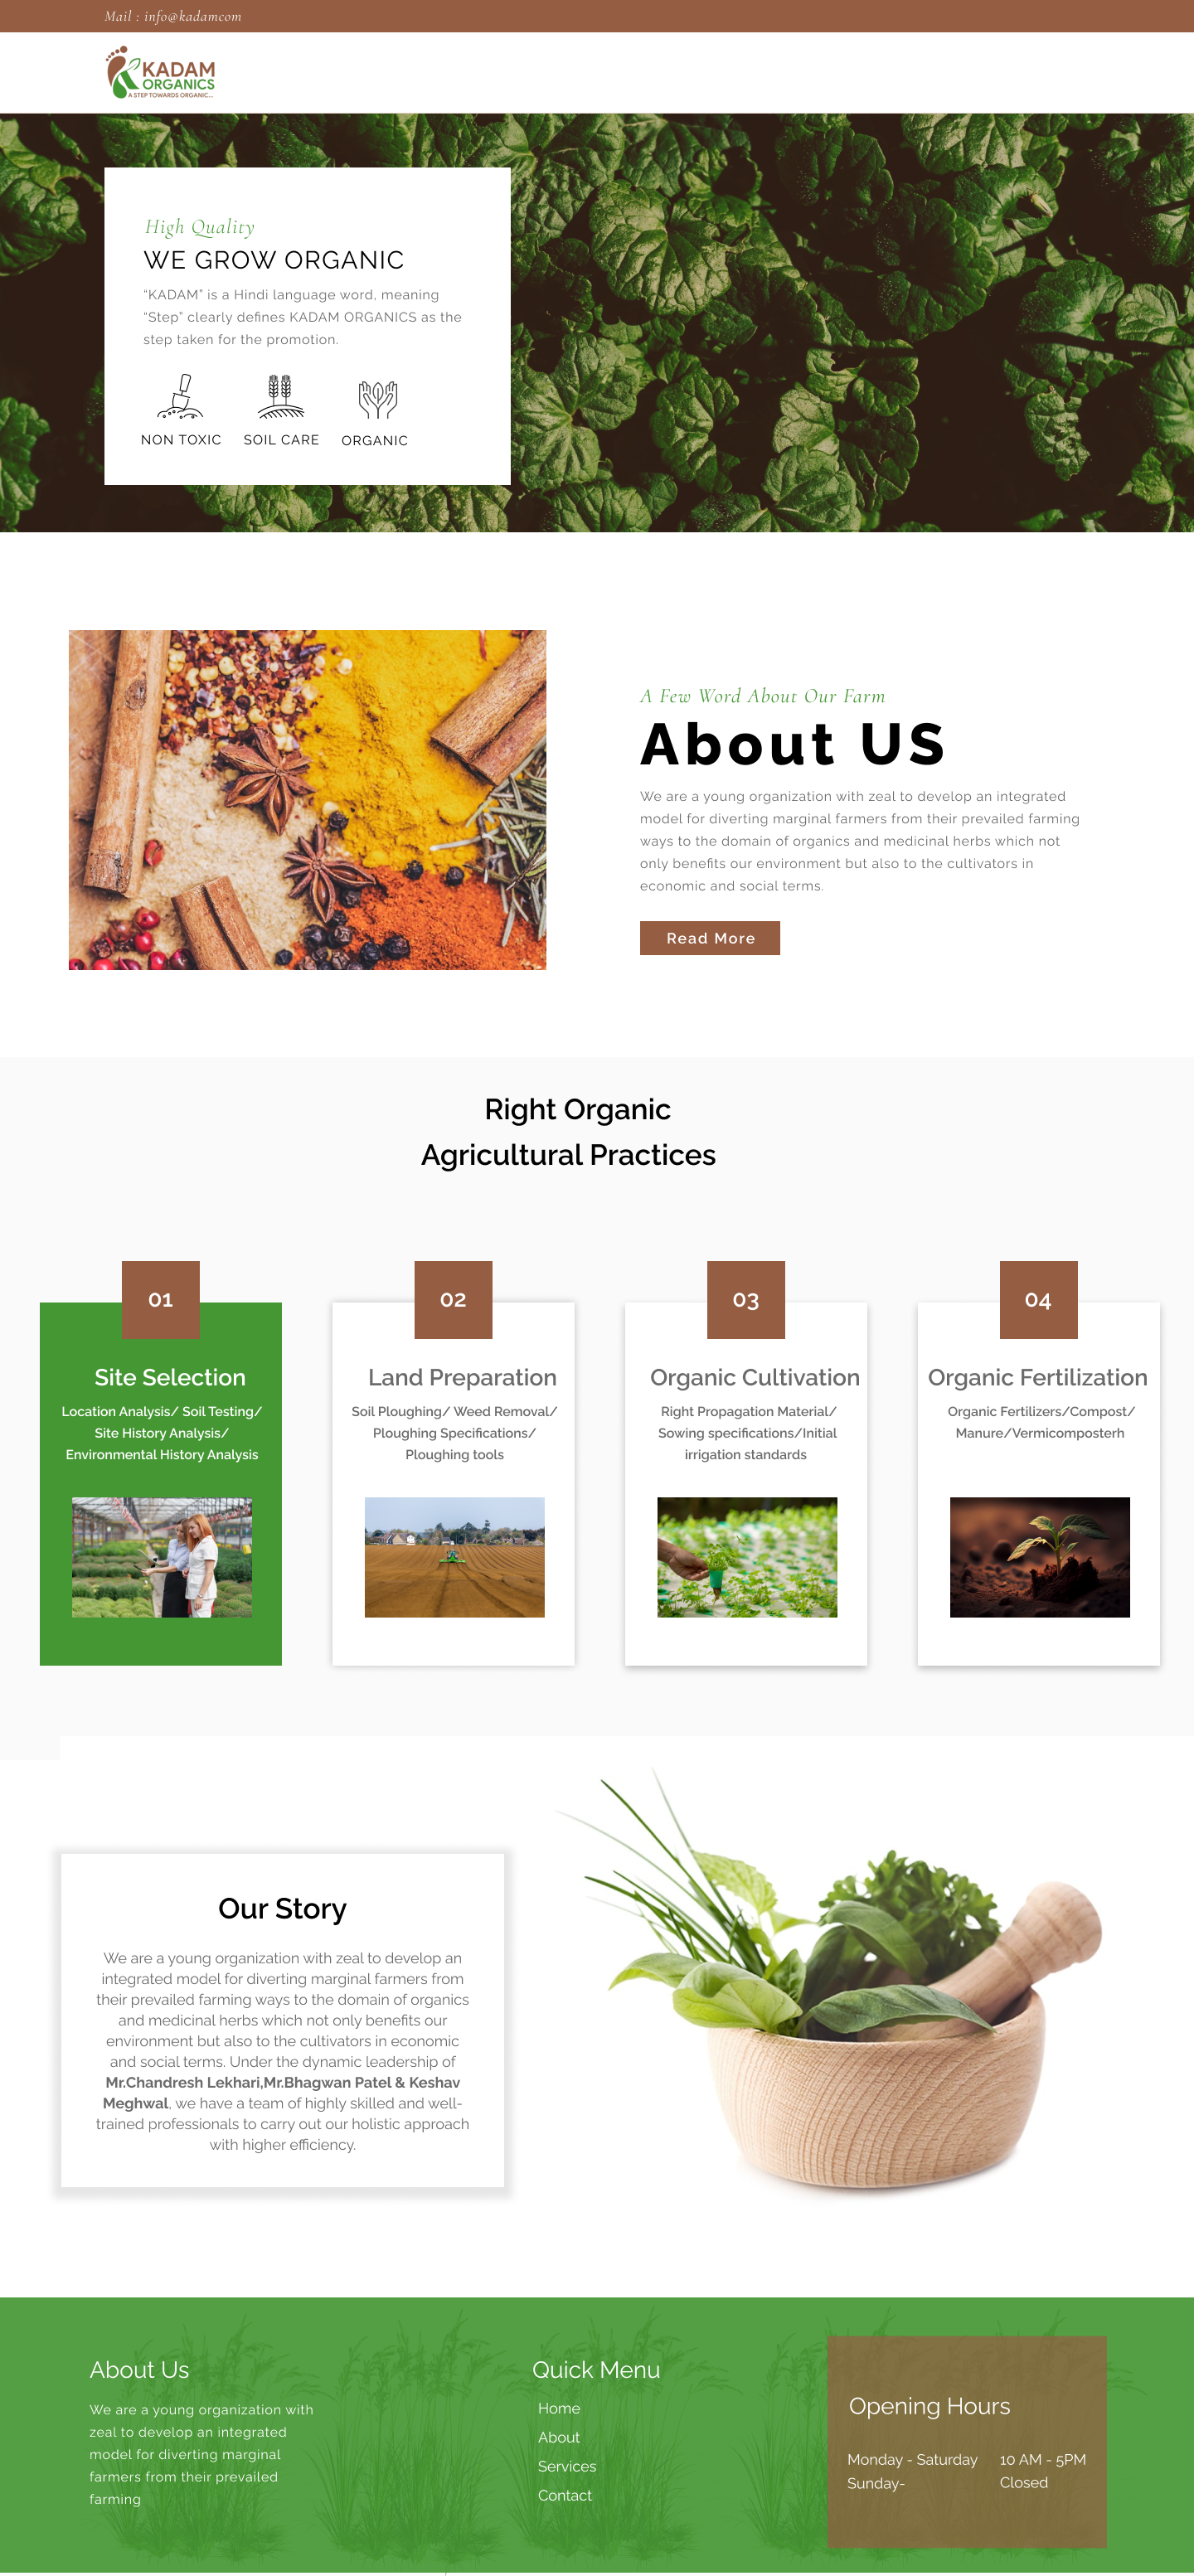 Mail : info@kadamcom
KADAM
ORGANICS
A STEP TOWARDS ORGANIC...
High Quality
WE GROW ORGANIC
“KADAM” is a Hindi language word, meaning
“Step” clearly defines KADAM ORGANICS as the
step taken for the promotion.
NON TOXIC SOIL CARE ORGANIC
A Few Word About Our Farm
About US
We are a young organization with zeal to develop an integrated
model for diverting marginal farmers from their prevailed farming
ways to the domain of organics and medicinal herbs which not
only benefits our environment but also to the cultivators in
economic and social terms.
Read More
Right Organic
Agricultural Practices
01
Site Selection
Location Analysis/ Soil Testing/
Site History Analysis/
Environmental History Analysis
02
Land Preparation
Soil Ploughing/ Weed Removal/
Ploughing Specifications/
Ploughing tools
03
Organic Cultivation
Right Propagation Material/
Sowing specifications/Initial
irrigation standards
04
Organic Fertilization
Organic Fertilizers/Compost/
Manure/Vermicomposterh
Our Story
We are a young organization with zeal to develop an
integrated model for diverting marginal farmers from
their prevailed farming ways to the domain of organics
and medicinal herbs which not only benefits our
environment but also to the cultivators in economic
and social terms. Under the dynamic leadership of
Mr.Chandresh Lekhari,Mr.Bhagwan Patel & Keshav
Meghwal, we have a team of highly skilled and well-
trained professionals to carry out our holistic approach
with higher efficiency.
About Us
We are a young organization with
zeal to develop an integrated
model for diverting marginal
farmers from their prevailed
farming
Quick Menu
Home
About
Services
Contact
Opening Hours
Monday - Saturday 10 AM - 5PM
Sunday- Closed